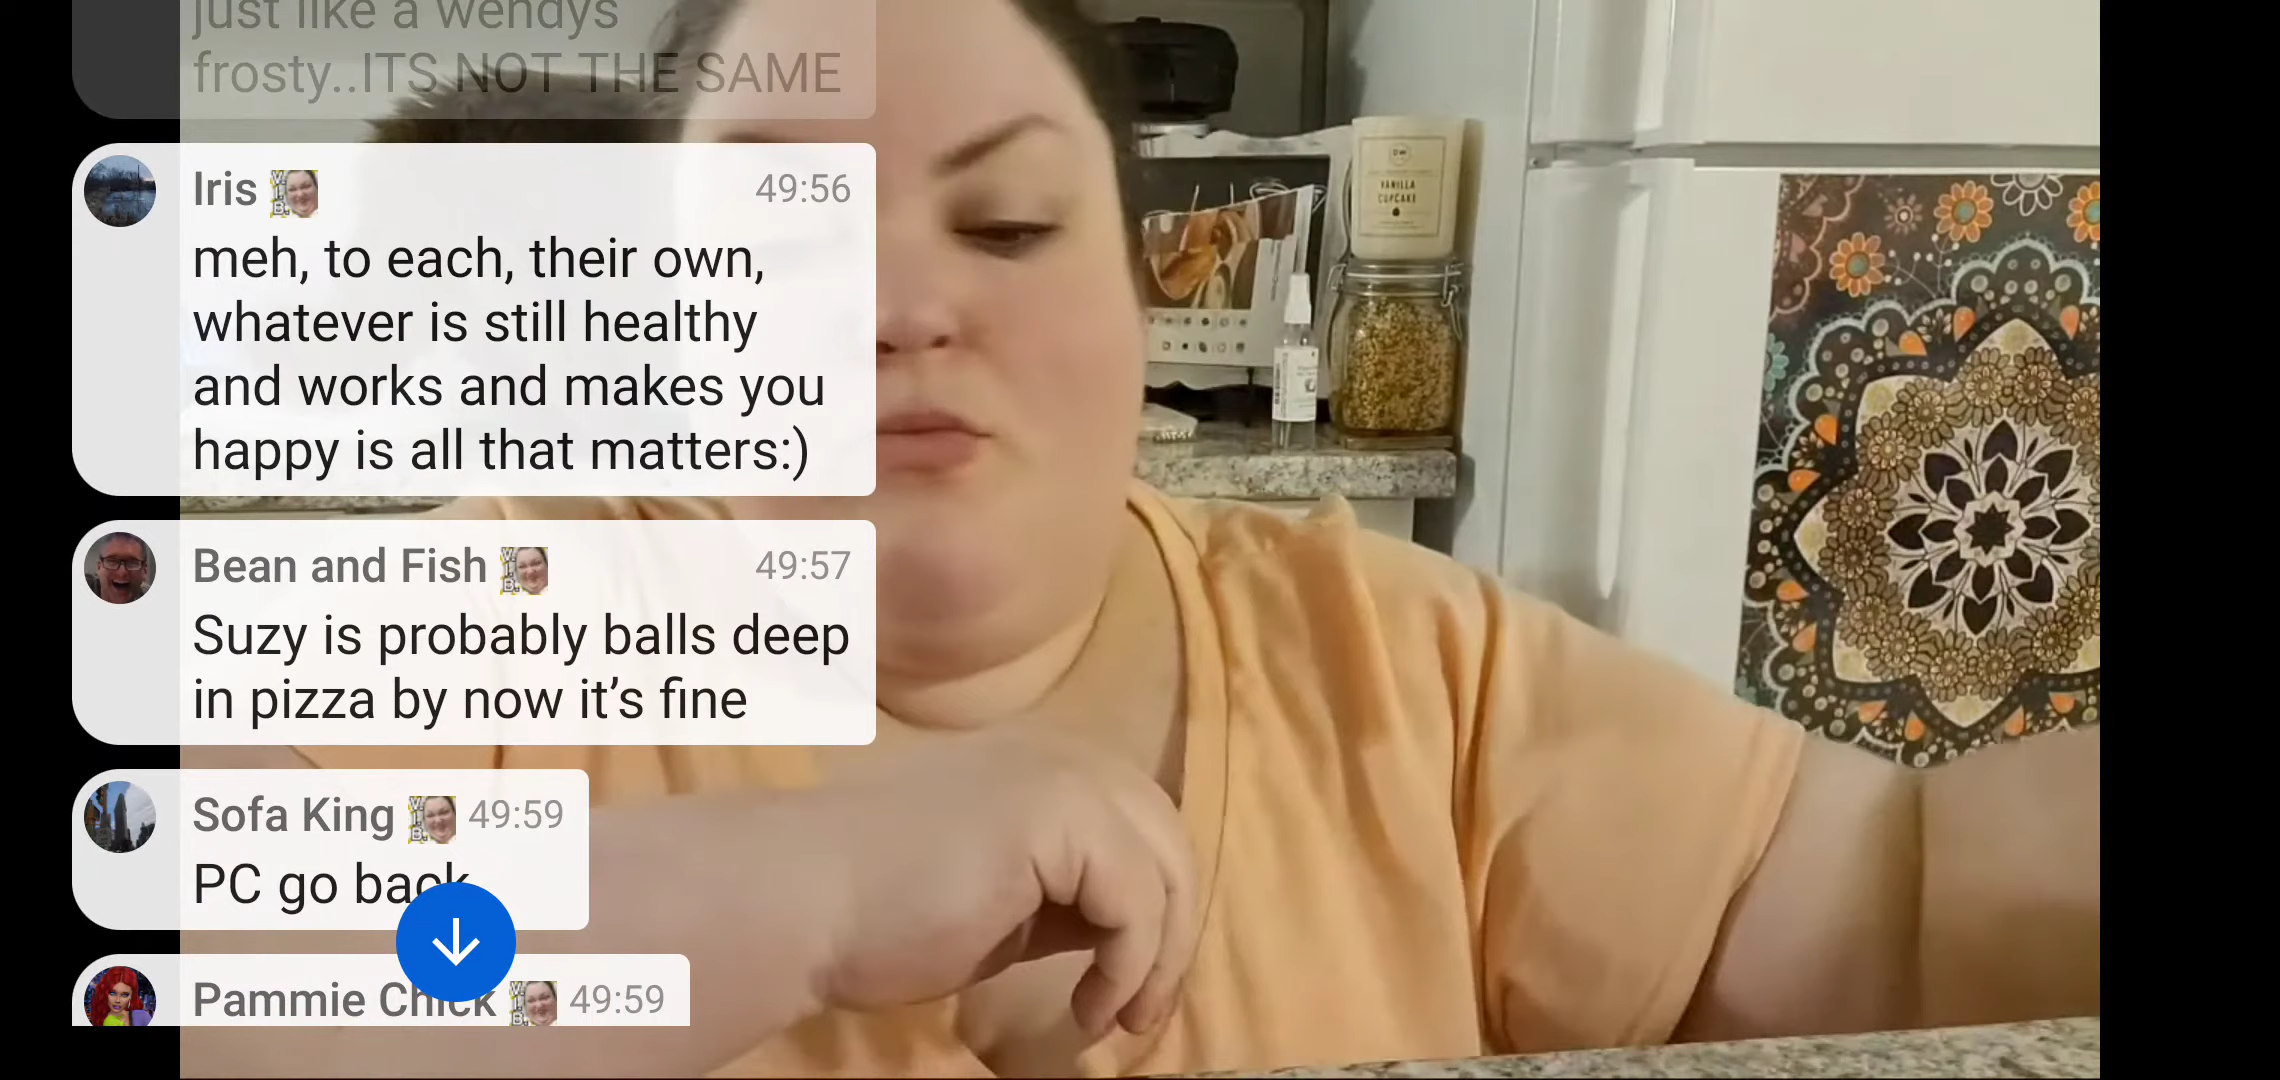 just like a wendys
frosty..ITS NOT THE SAME
Iris 49:56
meh, to each, their own,
whatever is still healthy
and works and makes you
happy is all that matters:)
VANILLA
CUPCAKE
Bean and Fish 49:57
Suzy is probably balls deep
in pizza by now it’s fine
Sofa King 49:59
PC go back
Pammie Chick 49:59